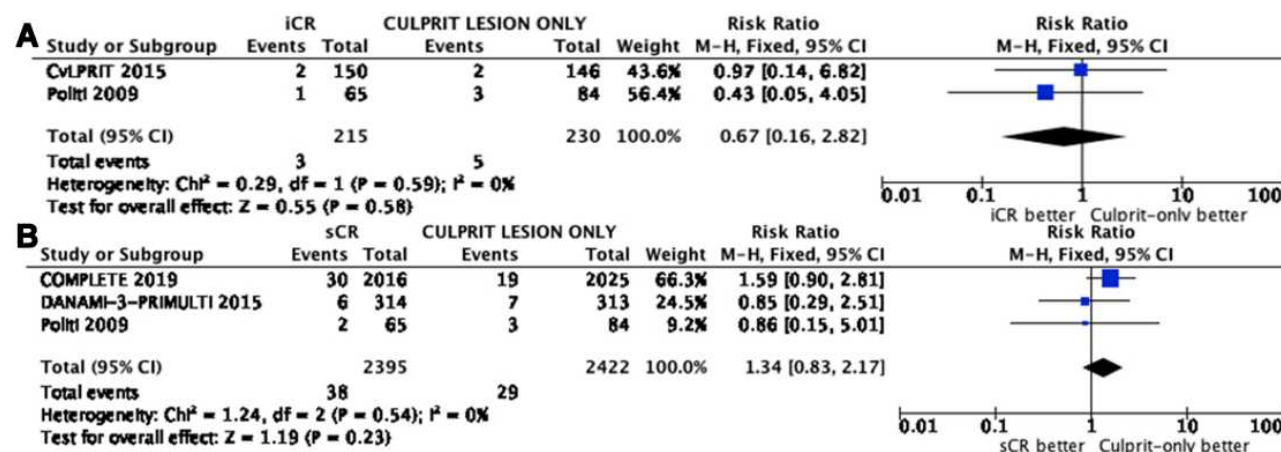 A
iCR CULPRIT LESION ONLY Risk Ratio Risk Ratio
Study or Subgroup Events Total Events Total Weight M-H, Fixed, 95% CI M-H, Fixed, 95% CI
CvLPRIT 2015 2 150 2 146 43.6% 0.97 [0.14, 6.82]
Politi 2009 1 65 3 84 56.4% 0.43 [0.05, 4.05]
Total (95% CI) 215 230 100.0% 0.67 [0.16, 2.82]
Total events 3 5
Heterogeneity: Chi² = 0.29, df = 1 (P = 0.59); I² = 0%
Test for overall effect: Z = 0.55 (P = 0.58)
0.01 0.1 1 10 100
iCR better Culprit-only better
B
sCR CULPRIT LESION ONLY Risk Ratio Risk Ratio
Study or Subgroup Events Total Events Total Weight M-H, Fixed, 95% CI M-H, Fixed, 95% CI
COMPLETE 2019 30 2016 19 2025 66.3% 1.59 [0.90, 2.81]
DANAMI-3-PRIMULTI 2015 6 314 7 313 24.5% 0.85 [0.29, 2.51]
Politi 2009 2 65 3 84 9.2% 0.86 [0.15, 5.01]
Total (95% CI) 2395 2422 100.0% 1.34 [0.83, 2.17]
Total events 38 29
Heterogeneity: Chi² = 1.24, df = 2 (P = 0.54); I² = 0%
Test for overall effect: Z = 1.19 (P = 0.23)
0.01 0.1 1 10 100
sCR better Culprit-only better